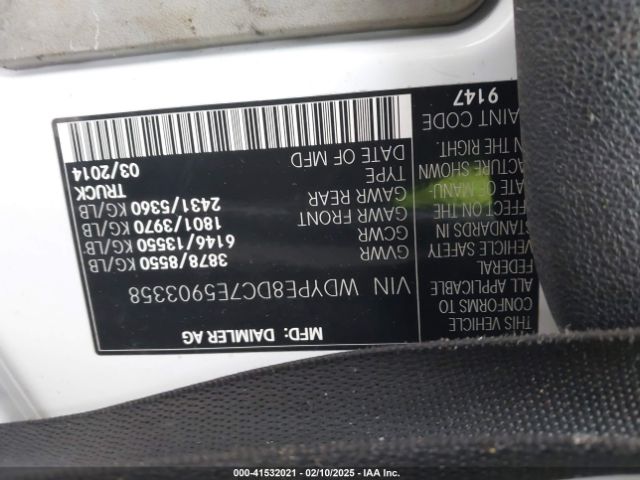 MFD: DAIMLER AG
VIN WDYPE8DC7E5903358
GVWR 3878/8550 KG/LB
GCWR 6146/13550 KG/LB
GAWR FRONT 1801/3970 KG/LB
GAWR REAR 2431/5360 KG/LB
TYPE TRUCK
DATE OF MFD 03/2014
THIS VEHICLE
CONFORMS TO
ALL APPLICABLE
FEDERAL
VEHICLE SAFETY
STANDARDS IN
EFFECT ON THE
DATE OF MANU-
FACTURE SHOWN
IN THE RIGHT.
PAINT CODE
9147
000-41532021 - 02/10/2025 - IAA Inc.